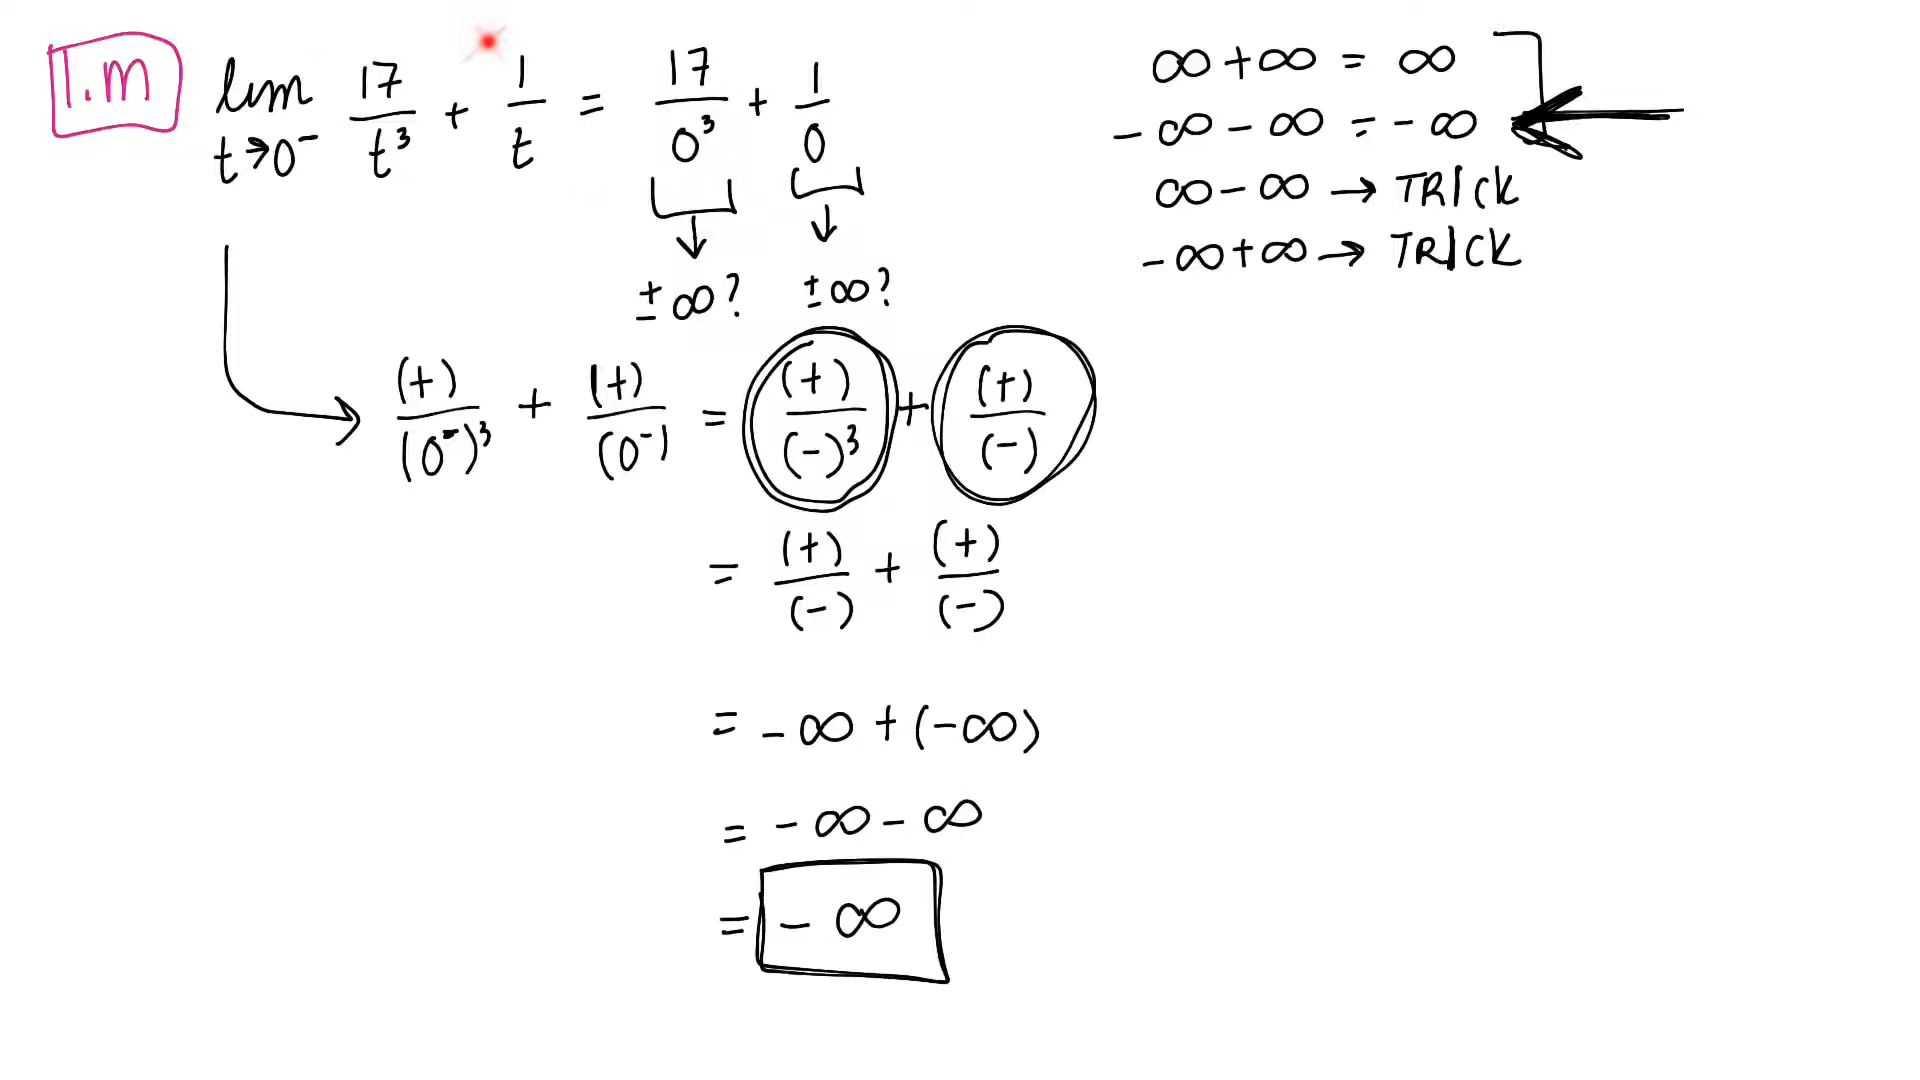 1.m lim t→0⁻ 17/t³ + 1/t = 17/0³ + 1/0
±∞? ±∞?
∞ + ∞ = ∞
-∞ - ∞ = -∞
∞ - ∞ → TRICK
-∞ + ∞ → TRICK
(+)/(0⁻)³ + (+)/(0⁻) = (+)/(-)³ + (+)/(-)
= (+)/(-) + (+)/(-)
= -∞ + (-∞)
= -∞ - ∞
= -∞